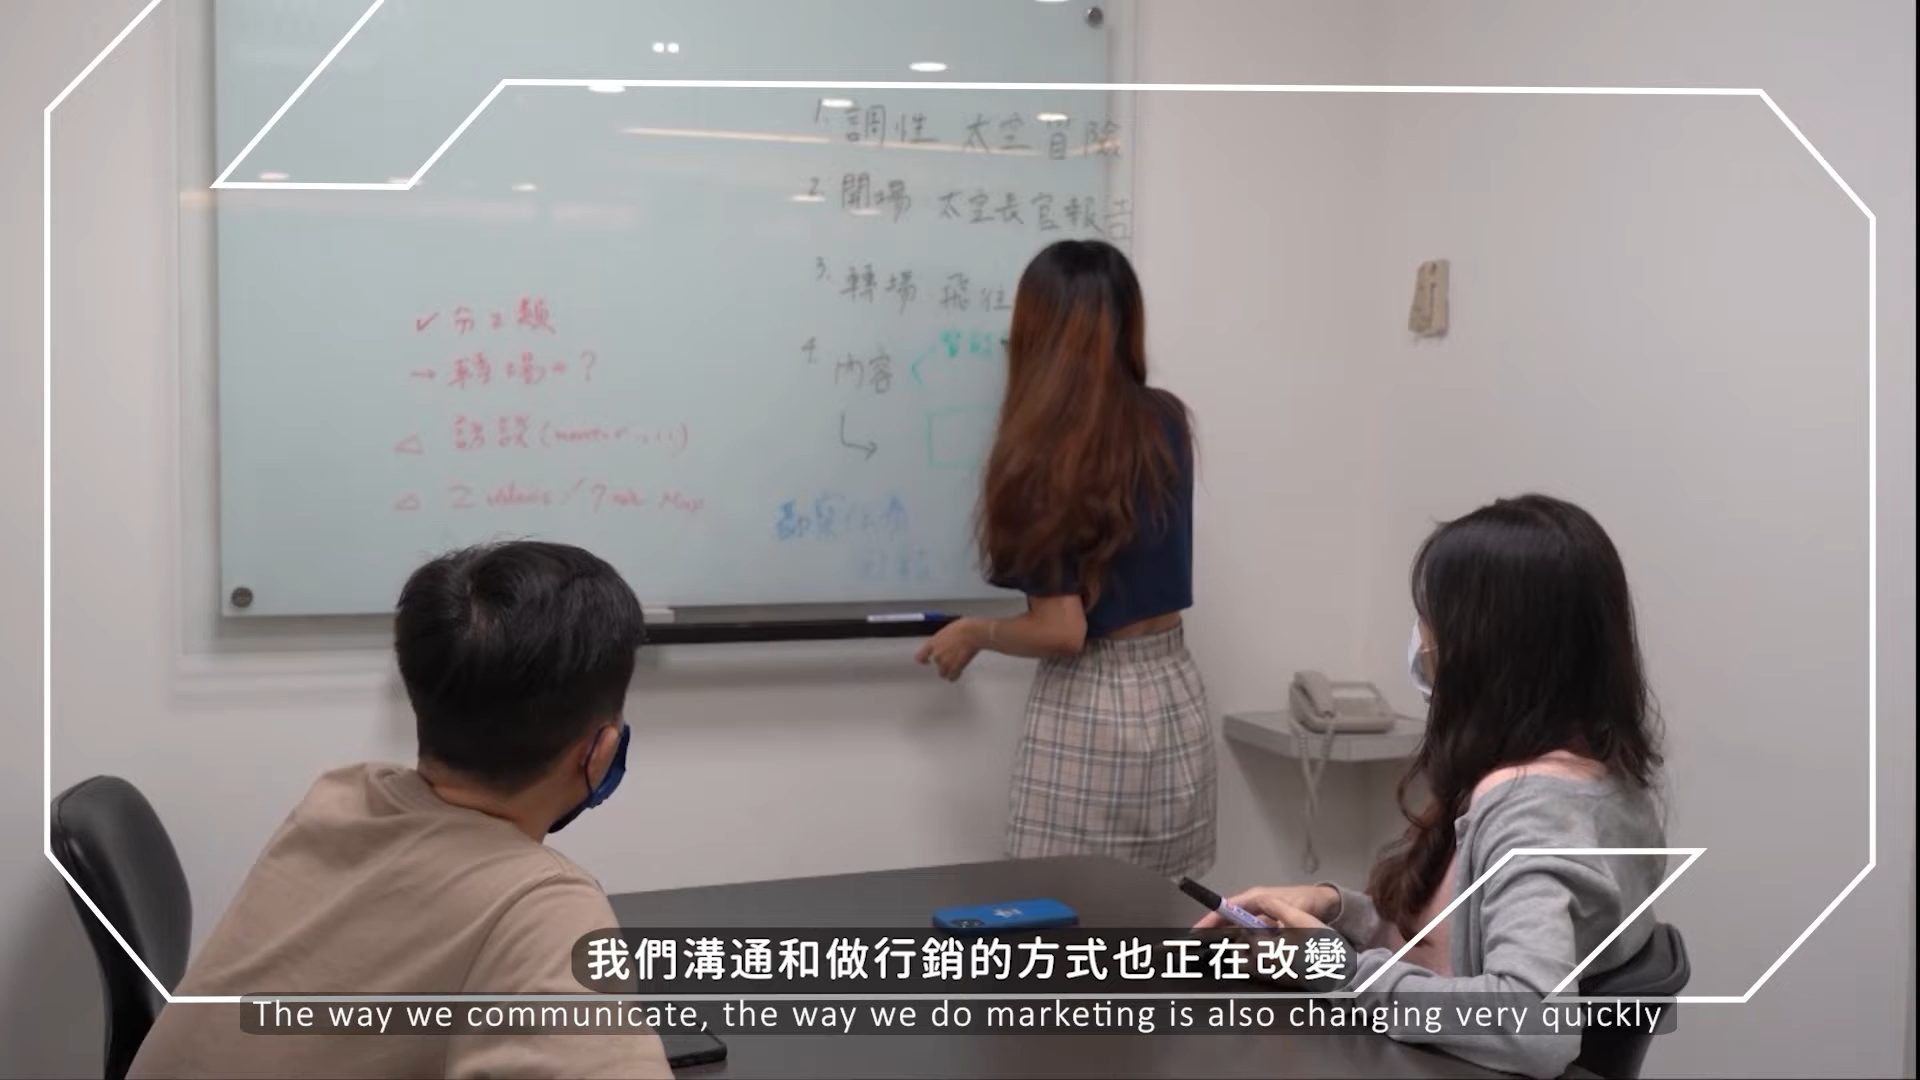 1. 調性 太空冒險
2. 開場 太空長官報告
3. 轉場 飛往
4. 內容
✓ 分2類
→ 轉場?
△ 訪談
△ 2
我們溝通和做行銷的方式也正在改變
The way we communicate, the way we do marketing is also changing very quickly